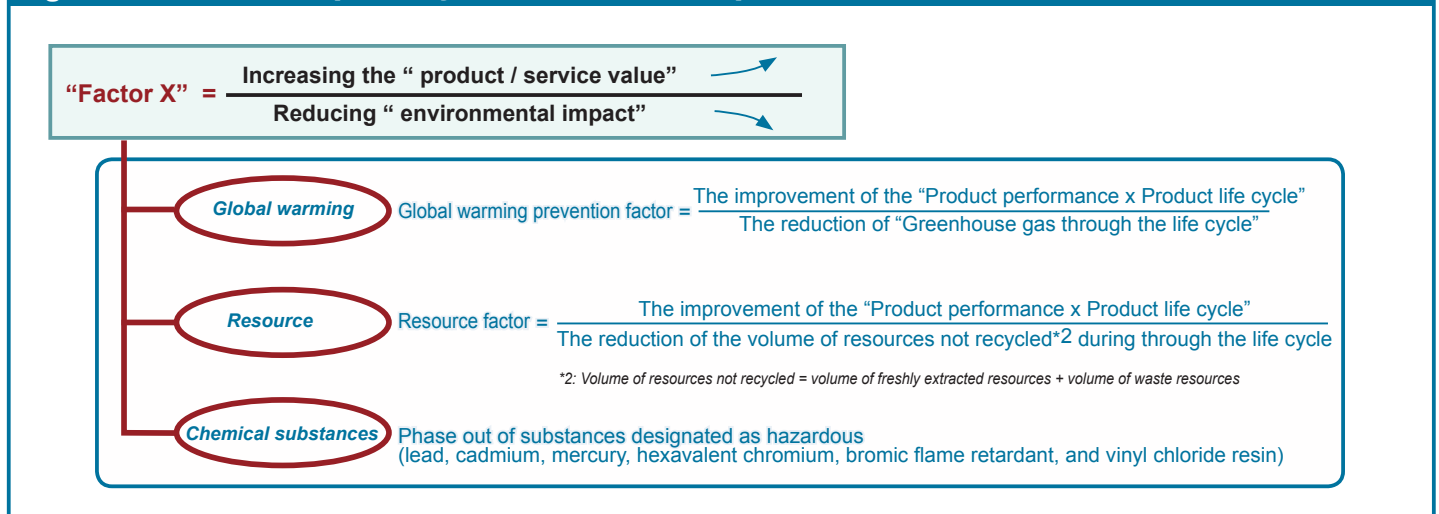 Increasing the “ product / service value”
“Factor X” =
Reducing “ environmental impact”
Global warming
Global warming prevention factor =
The improvement of the “Product performance x Product life cycle”
The reduction of “Greenhouse gas through the life cycle”
Resource
Resource factor =
The improvement of the “Product performance x Product life cycle”
The reduction of the volume of resources not recycled*2 during through the life cycle
*2: Volume of resources not recycled = volume of freshly extracted resources + volume of waste resources
Chemical substances
Phase out of substances designated as hazardous
(lead, cadmium, mercury, hexavalent chromium, bromic flame retardant, and vinyl chloride resin)